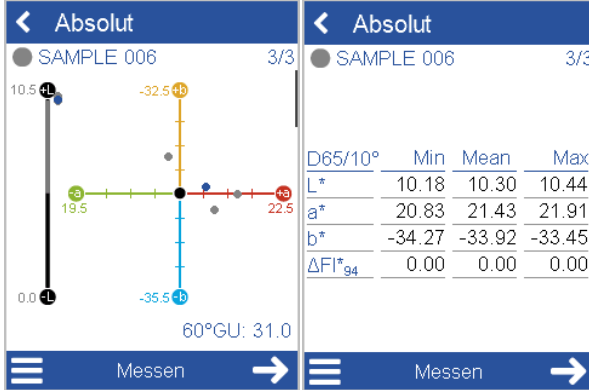 Absolut
SAMPLE 006 3/3
10.5 +L -32.5 +b
-a +a
19.5 22.5
0.0 -L -35.5 -b
60°GU: 31.0
Messen
Absolut
SAMPLE 006 3/3
D65/10° Min Mean Max
L* 10.18 10.30 10.44
a* 20.83 21.43 21.91
b* -34.27 -33.92 -33.45
ΔFl*94 0.00 0.00 0.00
Messen